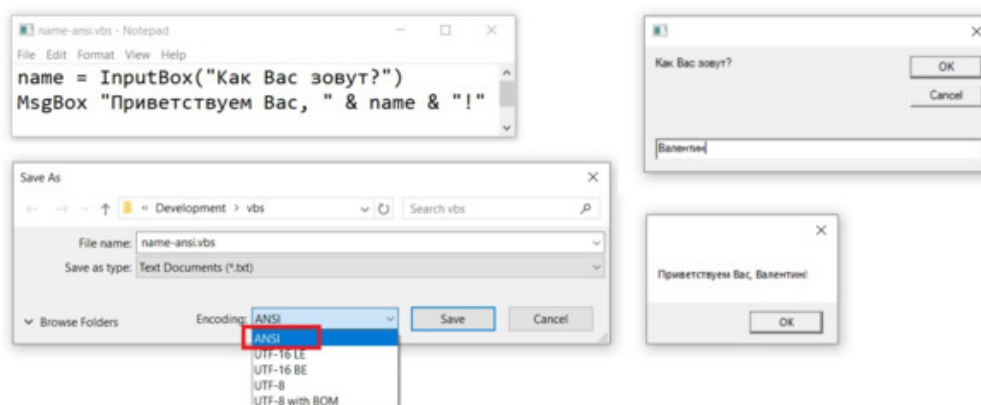 name-ansi.vbs - Notepad
File Edit Format View Help
name = InputBox("Как Вас зовут?")
MsgBox "Приветствуем Вас, " & name & "!"
Как Вас зовут?
OK
Cancel
Валентин
Save As
« Development > vbs
Search vbs
File name: name-ansi.vbs
Save as type: Text Documents (*.txt)
Browse Folders
Encoding: ANSI
Save
Cancel
ANSI
UTF-16 LE
UTF-16 BE
UTF-8
UTF-8 with BOM
Приветствуем Вас, Валентин!
OK